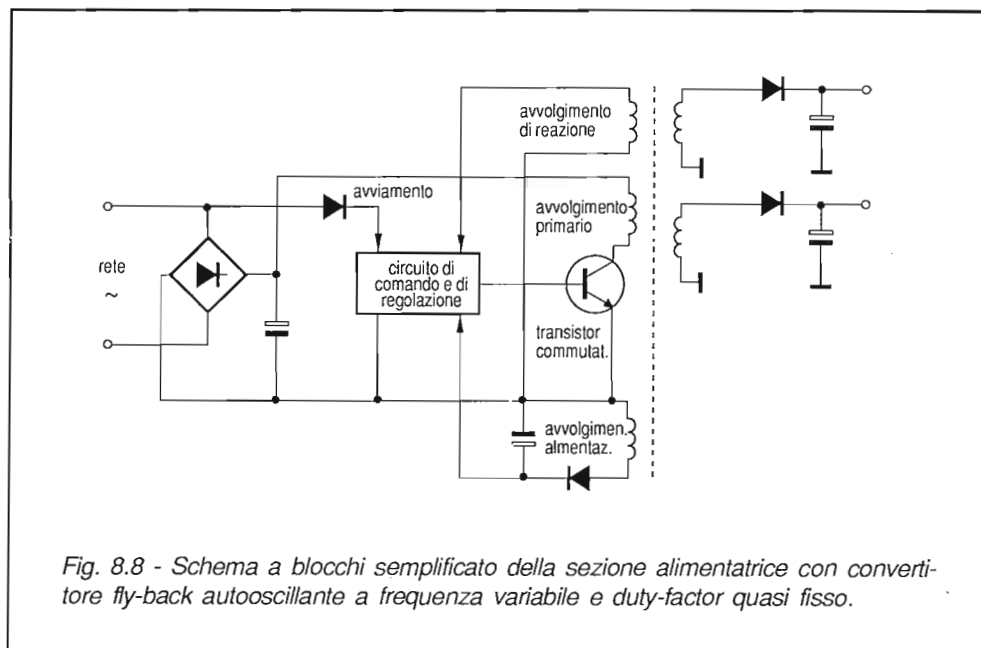 avvolgimento
di reazione
avviamento
avvolgimento
primario
rete
~
circuito di
comando e di
regolazione
transistor
commutat.
avvolgimen.
alimentaz.
Fig. 8.8 - Schema a blocchi semplificato della sezione alimentatrice con converti-
tore fly-back autooscillante a frequenza variabile e duty-factor quasi fisso.